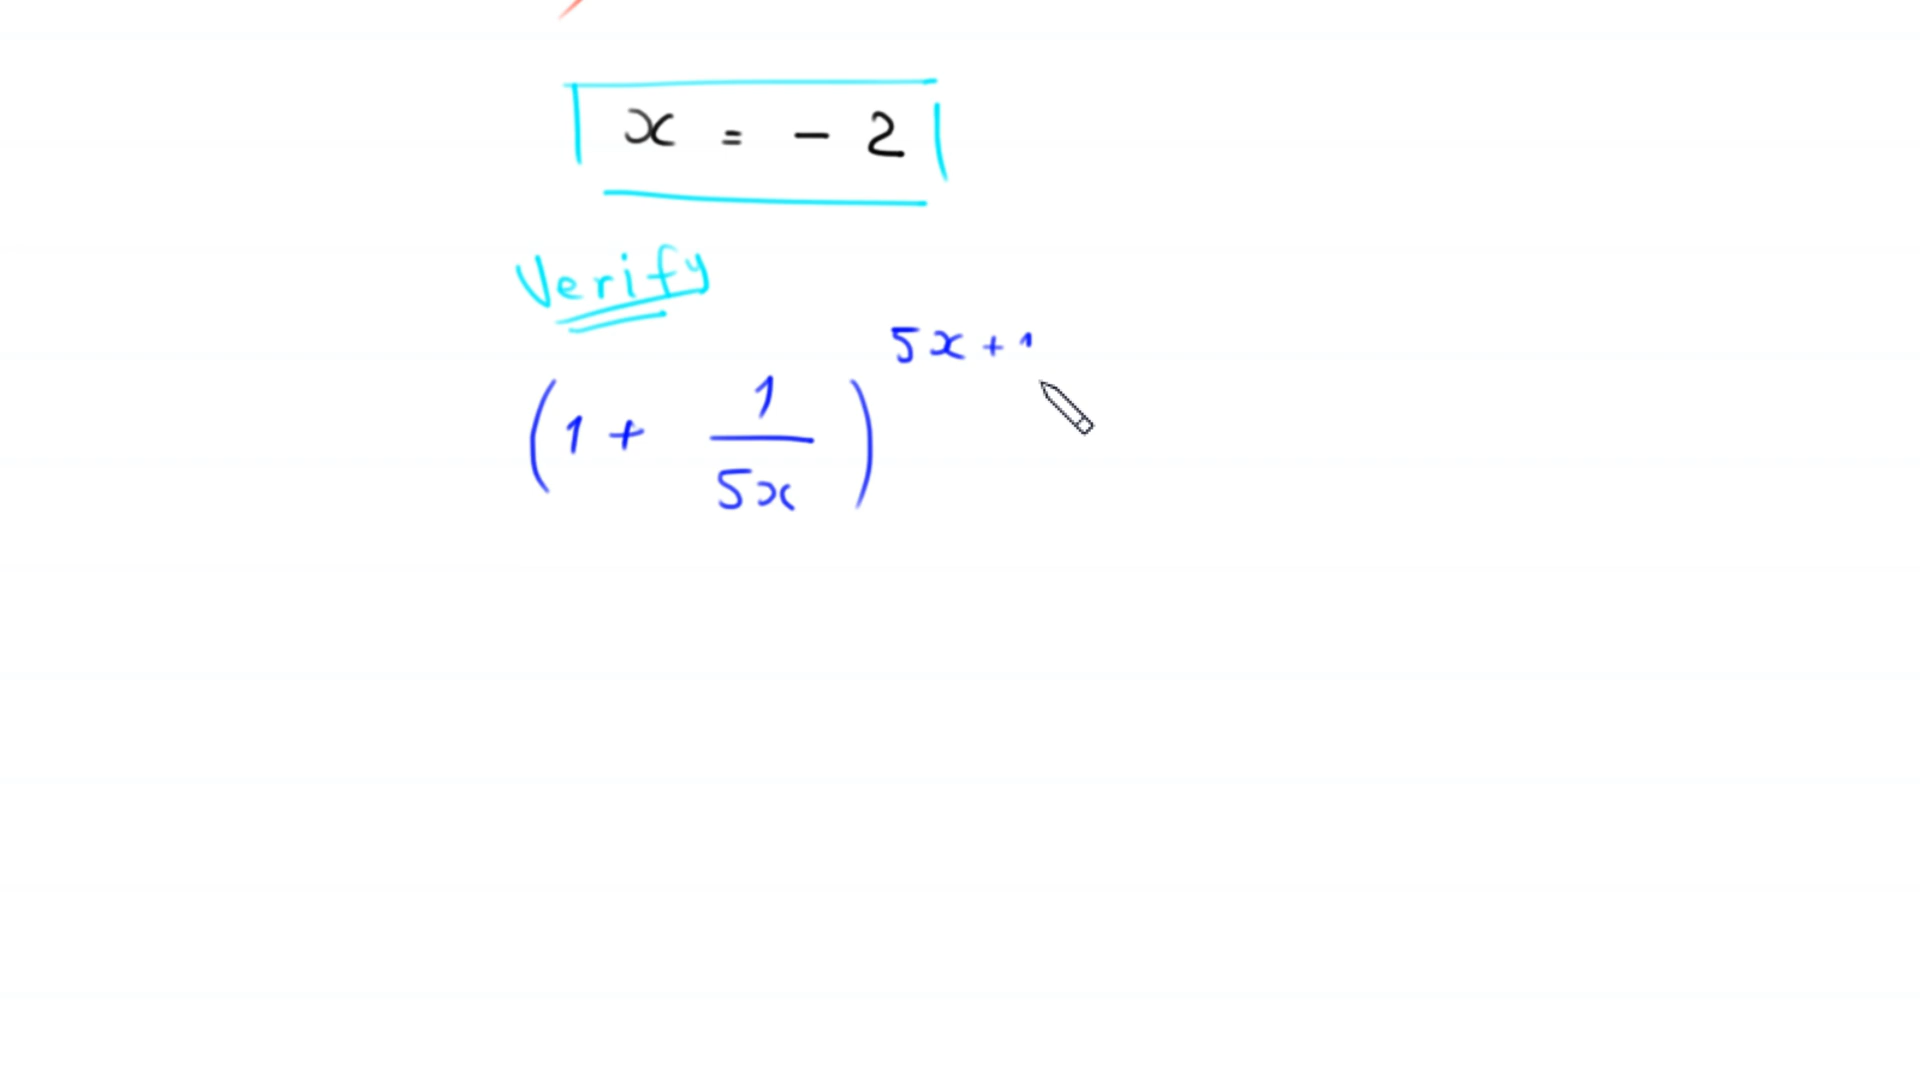 x = - 2
Verify
(1 + 1/5x)^5x+1